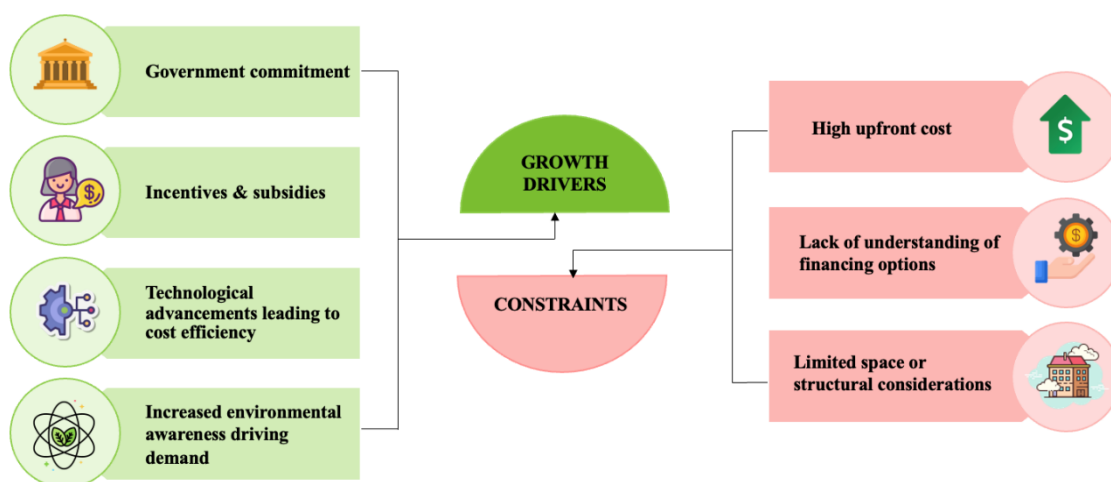 Government commitment
Incentives & subsidies
Technological
advancements leading to
cost efficiency
Increased environmental
awareness driving
demand
GROWTH
DRIVERS
CONSTRAINTS
High upfront cost
$
Lack of understanding of
financing options
$
Limited space or
structural considerations
$